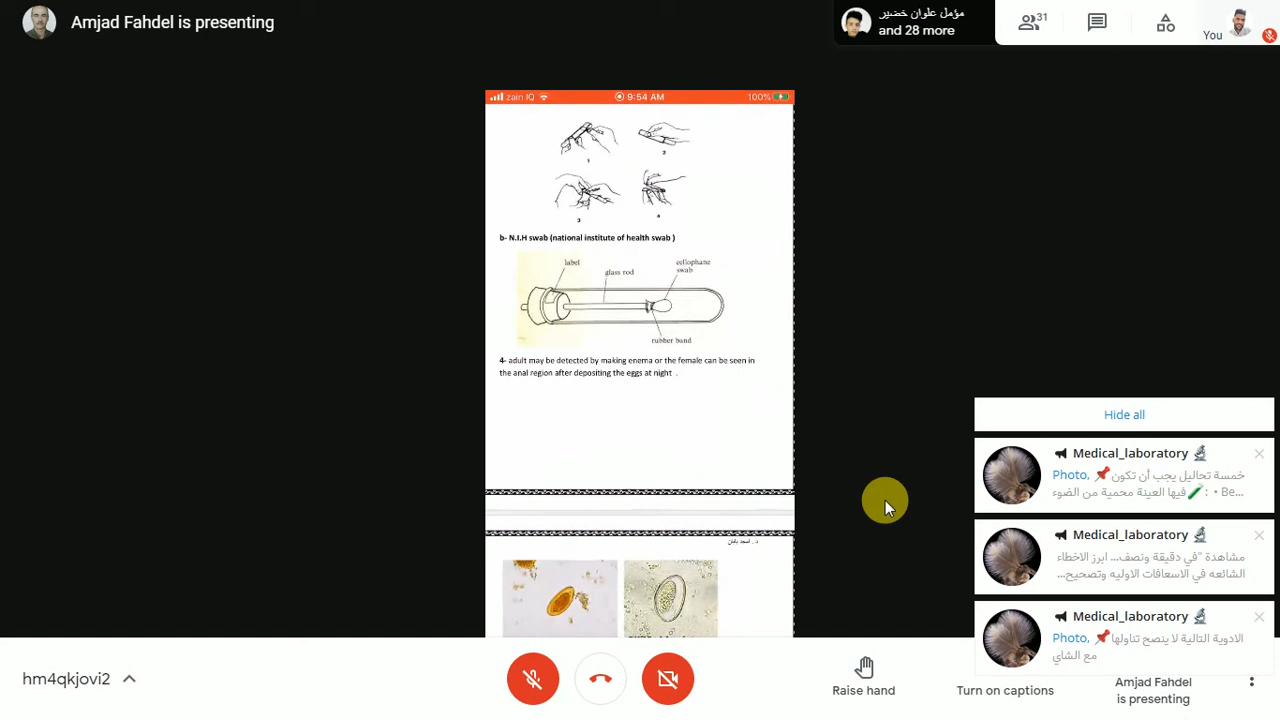 Amjad Fahdel is presenting
مؤمل علوان خضير
and 28 more
31
You
zain IQ
9:54 AM
100%
1
2
3
4
b- N.I.H swab (national institute of health swab )
label
glass rod
cellophane
swab
rubber band
4- adult may be detected by making enema or the female can be seen in
the anal region after depositing the eggs at night .
Hide all
Medical_laboratory
Photo, خمسة تحاليل يجب أن تكون
فيها العينة محمية من الضوء : • Be...
Medical_laboratory
مشاهدة "في دقيقة ونصف... ابرز الاخطاء
الشائعه في الاسعافات الاوليه وتصحيح...
Medical_laboratory
Photo, الادوية التالية لا ينصح تناولها
مع الشاي
hm4qkjovi2
Raise hand
Turn on captions
Amjad Fahdel
is presenting